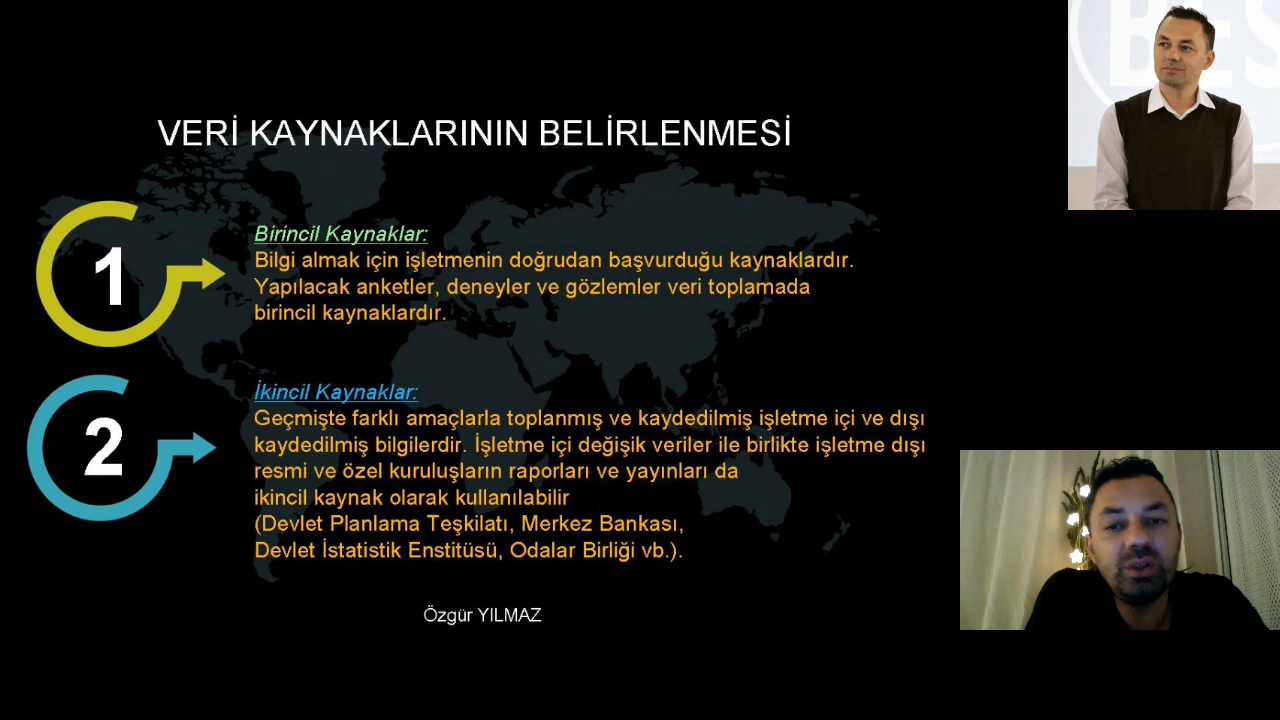 VERİ KAYNAKLARININ BELİRLENMESİ
1
Birincil Kaynaklar:
Bilgi almak için işletmenin doğrudan başvurduğu kaynaklardır.
Yapılacak anketler, deneyler ve gözlemler veri toplamada
birincil kaynaklardır.
2
İkincil Kaynaklar:
Geçmişte farklı amaçlarla toplanmış ve kaydedilmiş işletme içi ve dışı
kaydedilmiş bilgilerdir. İşletme içi değişik veriler ile birlikte işletme dışı
resmi ve özel kuruluşların raporları ve yayınları da
ikincil kaynak olarak kullanılabilir
(Devlet Planlama Teşkilatı, Merkez Bankası,
Devlet İstatistik Enstitüsü, Odalar Birliği vb.).
Özgür YILMAZ